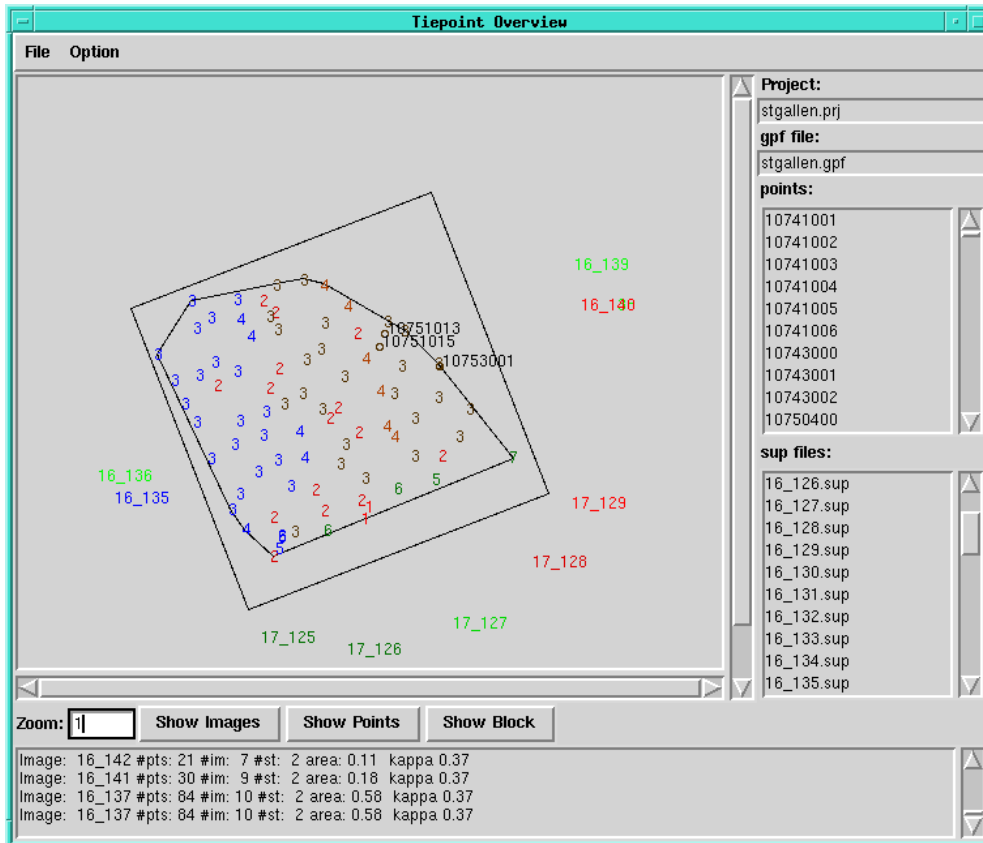 Tiepoint Overview
File Option
Project:
stgallen.prj
gpf file:
stgallen.gpf
points:
10741001
10741002
10741003
10741004
10741005
10741006
10743000
10743001
10743002
10750400
sup files:
16_126.sup
16_127.sup
16_128.sup
16_129.sup
16_130.sup
16_131.sup
16_132.sup
16_133.sup
16_134.sup
16_135.sup
16_139
16_140
10751013
10751015
10753001
16_136
16_135
17_129
17_128
17_127
17_125
17_126
Zoom: 1 Show Images Show Points Show Block
Image: 16_142 #pts: 21 #im: 7 #st: 2 area: 0.11 kappa 0.37
Image: 16_141 #pts: 30 #im: 9 #st: 2 area: 0.18 kappa 0.37
Image: 16_137 #pts: 84 #im: 10 #st: 2 area: 0.58 kappa 0.37
Image: 16_137 #pts: 84 #im: 10 #st: 2 area: 0.58 kappa 0.37